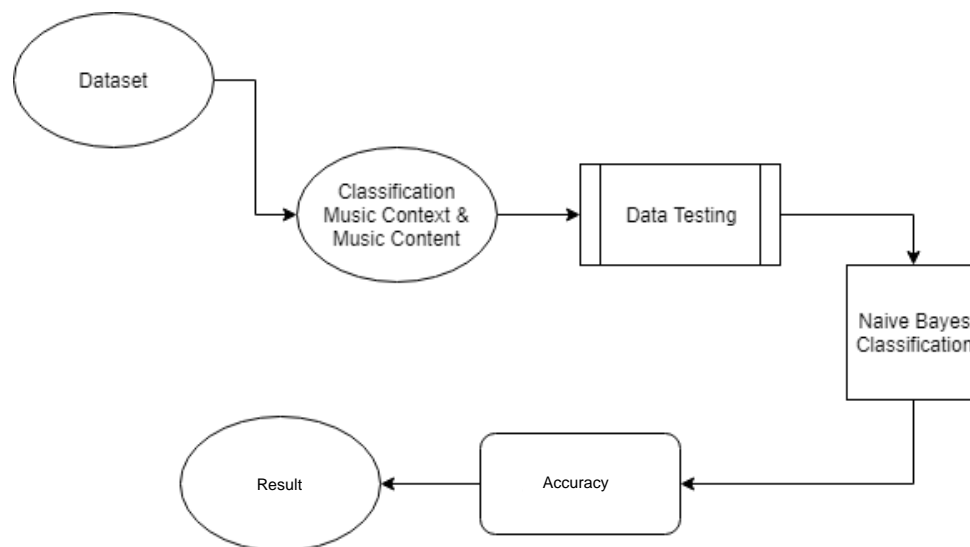 Dataset
Classification
Music Context &
Music Content
Data Testing
Naive Bayes
Classification
Accuracy
Result